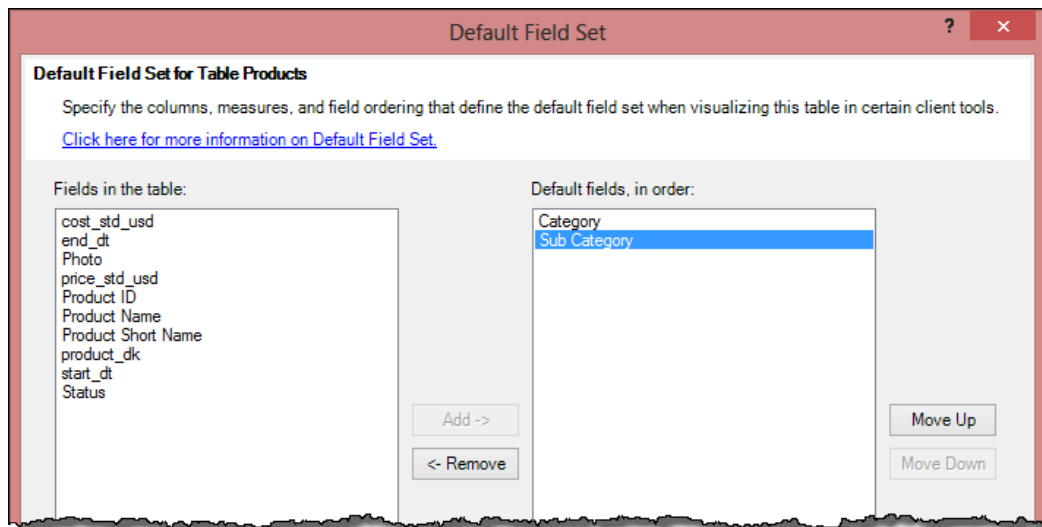 Default Field Set
?
×
Default Field Set for Table Products
Specify the columns, measures, and field ordering that define the default field set when visualizing this table in certain client tools.
Click here for more information on Default Field Set.
Fields in the table:
cost_std_usd
end_dt
Photo
price_std_usd
Product ID
Product Name
Product Short Name
product_dk
start_dt
Status
Add ->
<- Remove
Default fields, in order:
Category
Sub Category
Move Up
Move Down